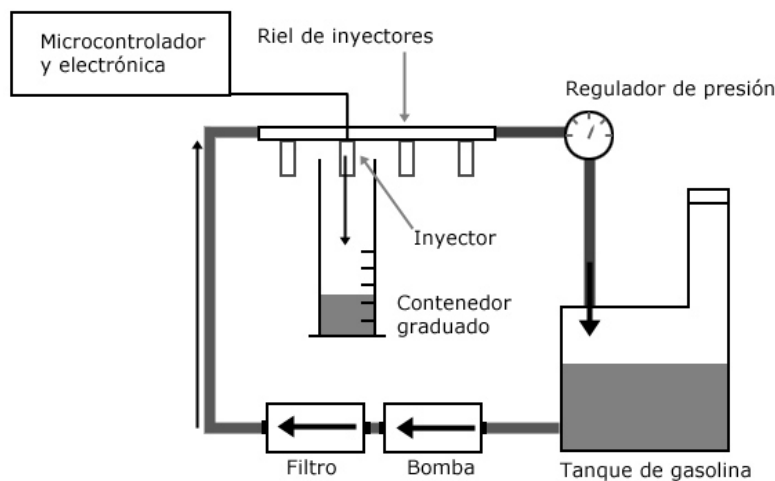 Microcontrolador
y electrónica
Riel de inyectores
Regulador de presión
Inyector
Contenedor
graduado
Filtro
Bomba
Tanque de gasolina